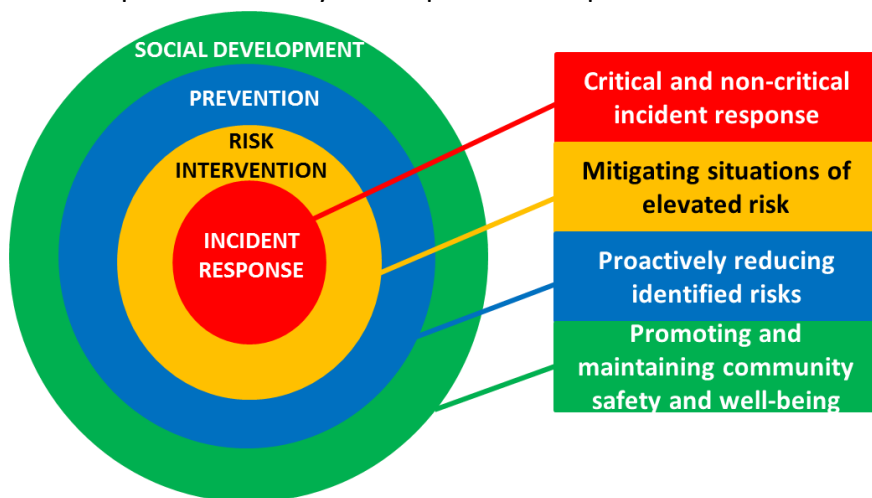 SOCIAL DEVELOPMENT
PREVENTION
RISK
INTERVENTION
INCIDENT
RESPONSE
Critical and non-critical
incident response
Mitigating situations of
elevated risk
Proactively reducing
identified risks
Promoting and
maintaining community
safety and well-being